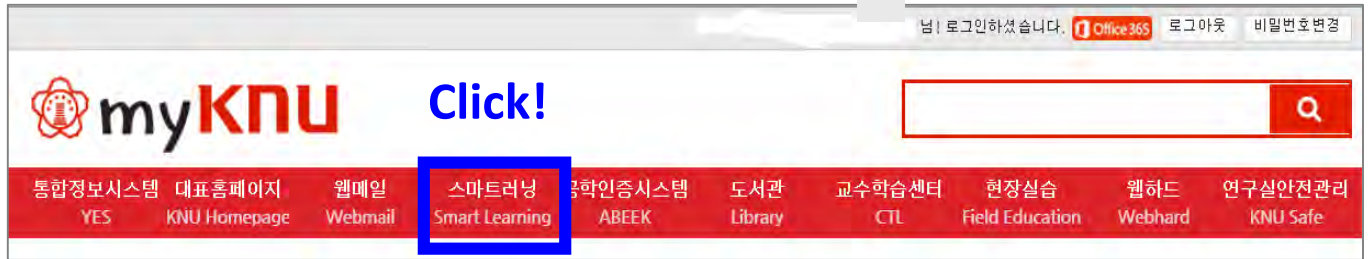 님! 로그인하셨습니다. Office 365 로그아웃 비밀번호변경
myKNU Click!
통합정보시스템 대표홈페이지 웹메일 스마트러닝 공학인증시스템 도서관 교수학습센터 현장실습 웹하드 연구실안전관리
YES KNU Homepage Webmail Smart Learning ABEEK Library CTL Field Education Webhard KNU Safe